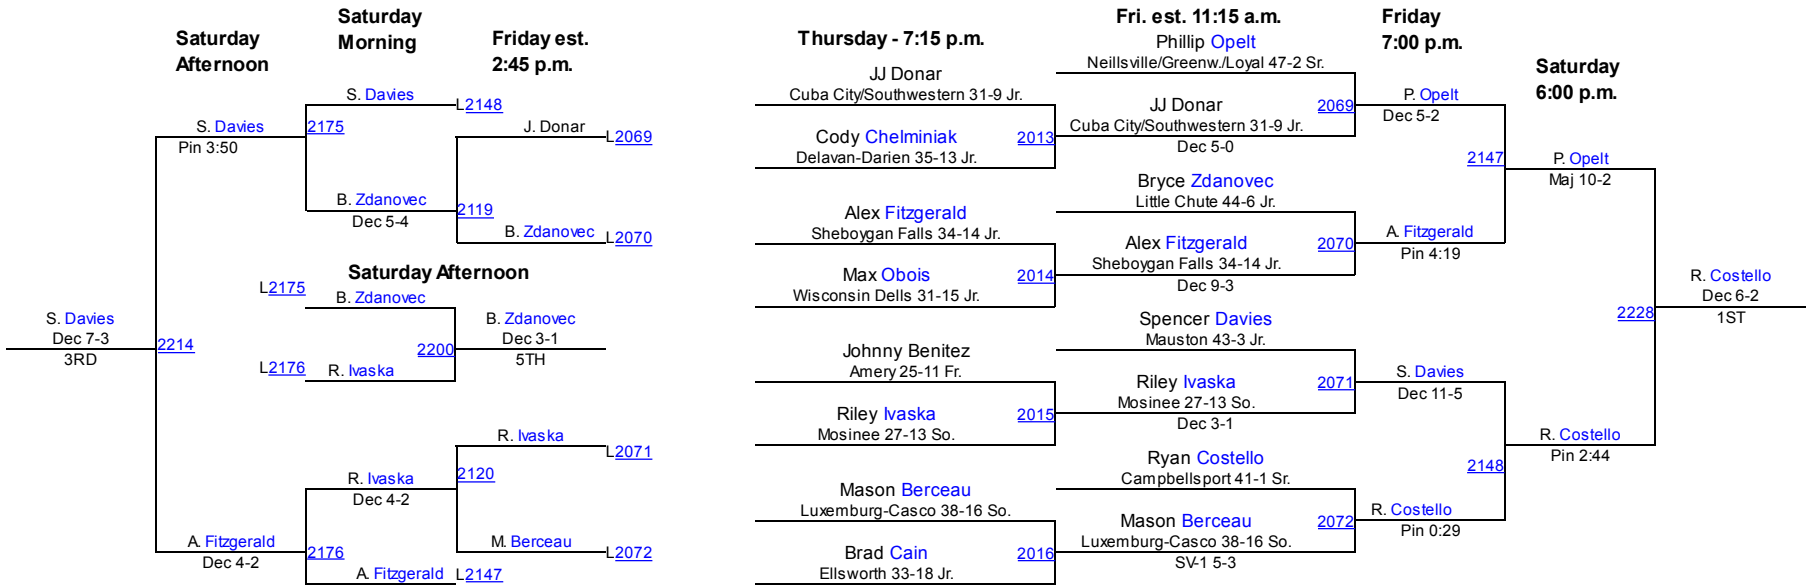 Saturday
Afternoon
Saturday
Morning
Friday est.
2:45 p.m.
S. Davies
L2148
S. Davies
2175
Pin 3:50
J. Donar
L2069
B. Zdanovec
2119
Dec 5-4
B. Zdanovec
L2070
Saturday Afternoon
L2175
B. Zdanovec
S. Davies
Dec 7-3
3RD
2214
2200
B. Zdanovec
Dec 3-1
5TH
L2176
R. Ivaska
R. Ivaska
L2071
R. Ivaska
2120
Dec 4-2
A. Fitzgerald
2176
Dec 4-2
M. Berceau
L2072
A. Fitzgerald
L2147
Thursday - 7:15 p.m.
JJ Donar
Cuba City/Southwestern 31-9 Jr.
Cody Chelminiak
2013
Delavan-Darien 35-13 Jr.
Alex Fitzgerald
Sheboygan Falls 34-14 Jr.
Max Obois
2014
Wisconsin Dells 31-15 Jr.
Johnny Benitez
Amery 25-11 Fr.
Riley Ivaska
2015
Mosinee 27-13 So.
Mason Berceau
Luxemburg-Casco 38-16 So.
Brad Cain
2016
Ellsworth 33-18 Jr.
Fri. est. 11:15 a.m.
Phillip Opelt
Neillsville/Greenw./Loyal 47-2 Sr.
JJ Donar
2069
Cuba City/Southwestern 31-9 Jr.
Dec 5-0
Bryce Zdanovec
Little Chute 44-6 Jr.
Alex Fitzgerald
2070
Sheboygan Falls 34-14 Jr.
Dec 9-3
Spencer Davies
Mauston 43-3 Jr.
Riley Ivaska
2071
Mosinee 27-13 So.
Dec 3-1
Ryan Costello
Campbellsport 41-1 Sr.
Mason Berceau
2072
Luxemburg-Casco 38-16 So.
SV-1 5-3
Friday
7:00 p.m.
P. Opelt
Dec 5-2
2147
A. Fitzgerald
Pin 4:19
S. Davies
Dec 11-5
2148
R. Costello
Pin 0:29
Saturday
6:00 p.m.
P. Opelt
Maj 10-2
2228
R. Costello
Pin 2:44
R. Costello
Dec 6-2
1ST